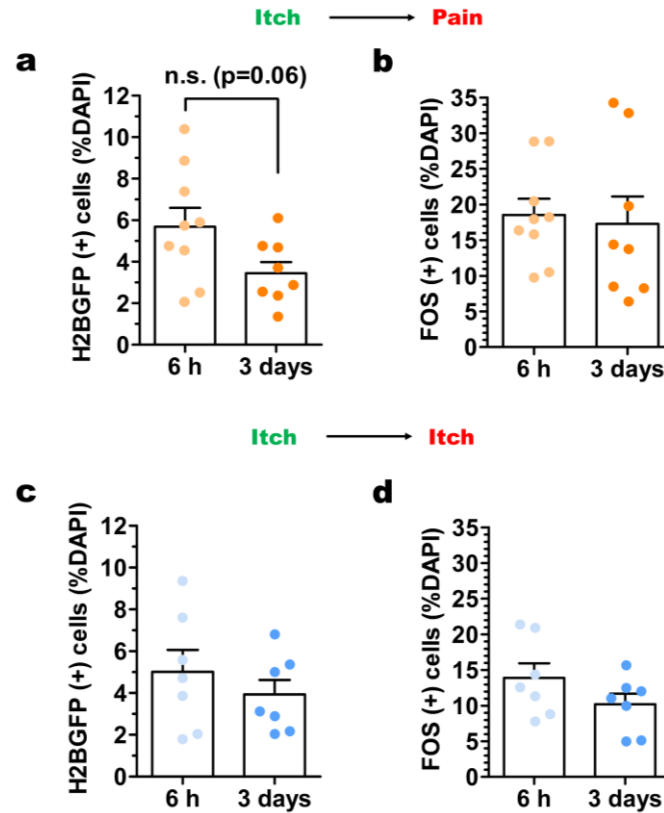 Itch Pain
a b
n.s. (p=0.06)
H2BGFP (+) cells (%DAPI)
12
10
8
6
4
2
0
6 h 3 days
FOS (+) cells (%DAPI)
35
30
25
20
15
10
5
0
6 h 3 days
Itch Itch
c d
H2BGFP (+) cells (%DAPI)
12
10
8
6
4
2
0
6 h 3 days
FOS (+) cells (%DAPI)
35
30
25
20
15
10
5
0
6 h 3 days